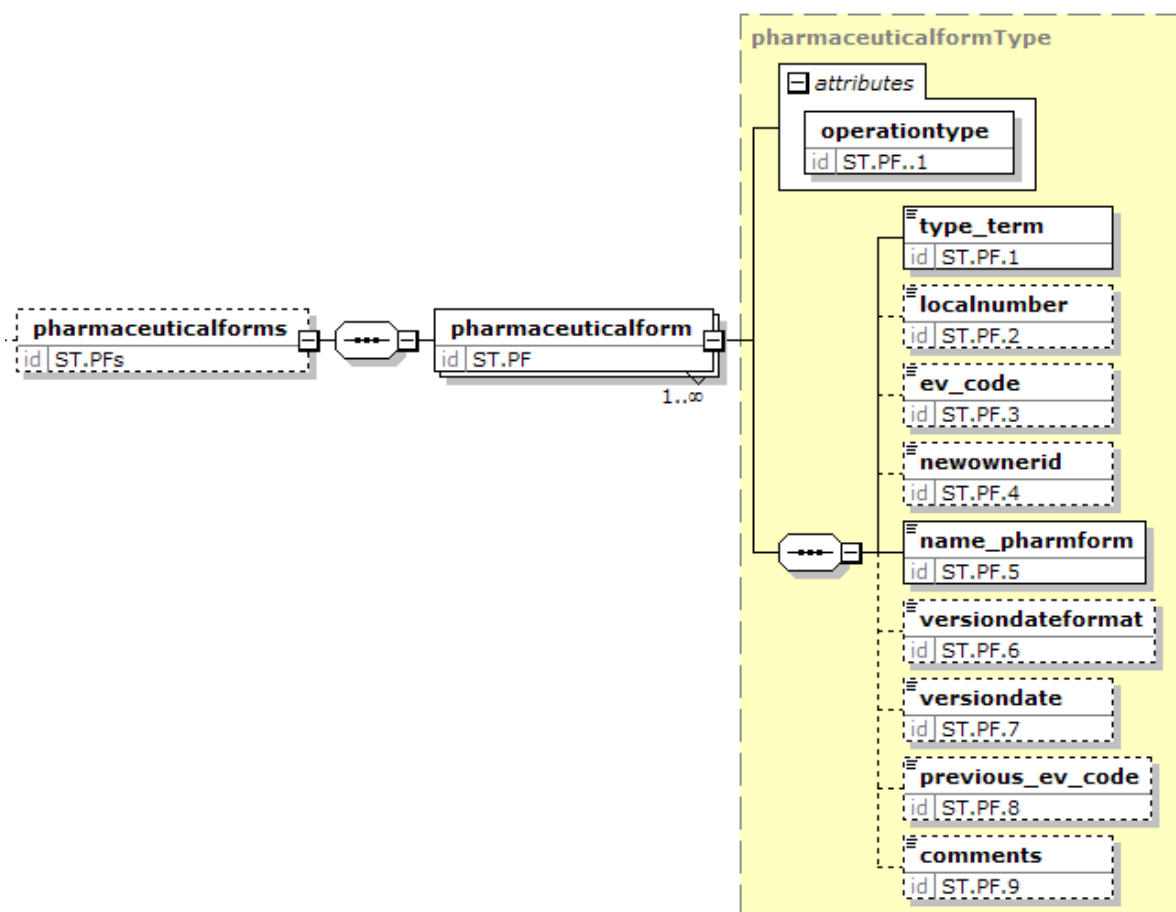 pharmaceuticalformType
attributes
operationtype
id ST.PF..1
type_term
id ST.PF.1
localnumber
id ST.PF.2
ev_code
id ST.PF.3
newownerid
id ST.PF.4
pharmaceuticalforms
id ST.PFs
pharmaceuticalform
id ST.PF
1..∞
name_pharmform
id ST.PF.5
versiondateformat
id ST.PF.6
versiondate
id ST.PF.7
previous_ev_code
id ST.PF.8
comments
id ST.PF.9